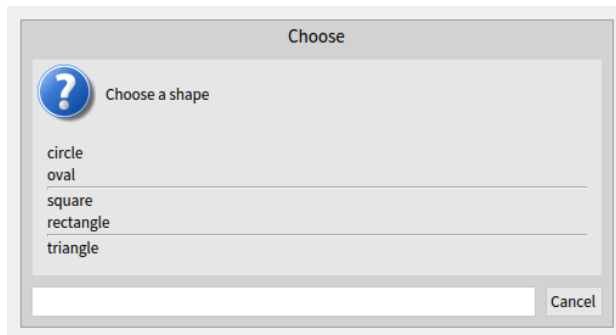 Choose
Choose a shape
circle
oval
square
rectangle
triangle
Cancel